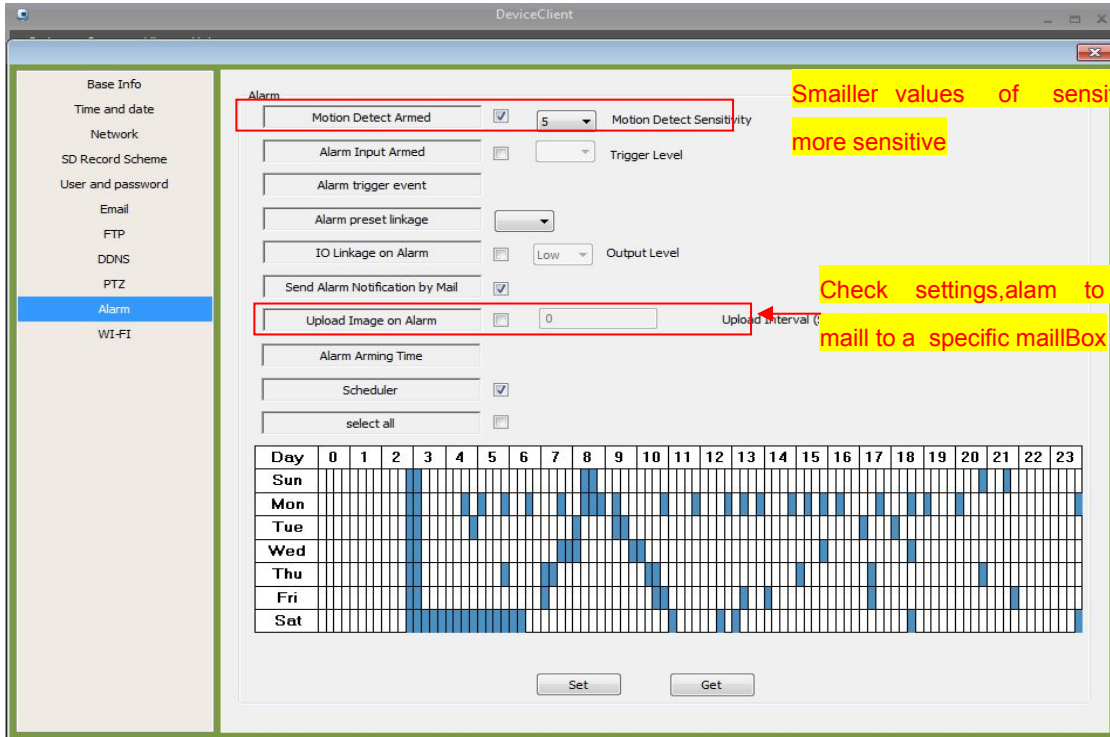 DeviceClient
Base Info
Time and date
Network
SD Record Scheme
User and password
Email
FTP
DDNS
PTZ
Alarm
WI-FI
Alarm
Motion Detect Armed 5 Motion Detect Sensitivity
Smailler values of sensi
more sensitive
Alarm Input Armed Trigger Level
Alarm trigger event
Alarm preset linkage
IO Linkage on Alarm Low Output Level
Send Alarm Notification by Mail
Check settings,alam to
maill to a specific maillBox
Upload Image on Alarm 0 Upload Interval (
Alarm Arming Time
Scheduler
select all
Day 0 1 2 3 4 5 6 7 8 9 10 11 12 13 14 15 16 17 18 19 20 21 22 23
Sun
Mon
Tue
Wed
Thu
Fri
Sat
Set Get